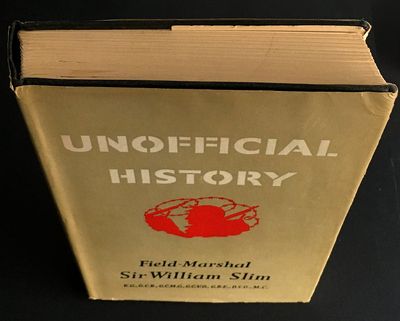 UNOFFICIAL
HISTORY
Field-Marshal
Sir William Slim
K.G., G.C.B., G.C.M.G., G.C.V.O., G.B.E., D.S.O., M.C.